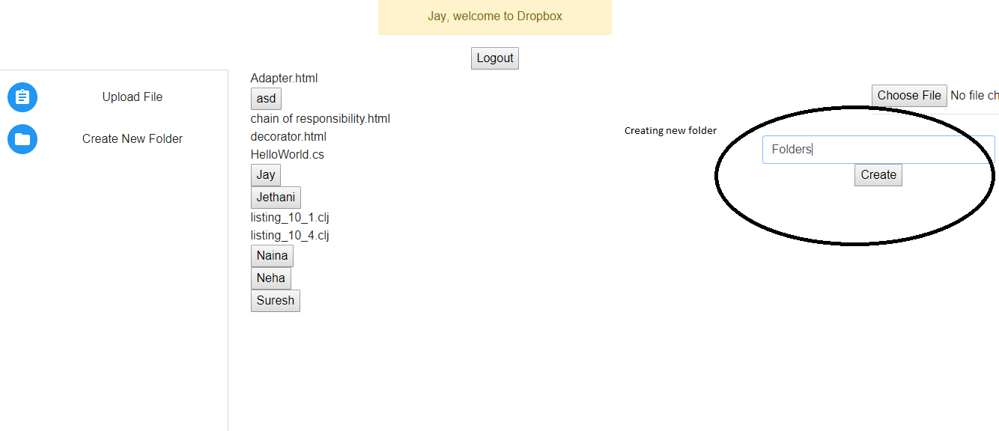 Jay, welcome to Dropbox
Logout
Upload File
Create New Folder
Adapter.html
asd
chain of responsibility.html
decorator.html
HelloWorld.cs
Jay
Jethani
listing_10_1.clj
listing_10_4.clj
Naina
Neha
Suresh
Choose File No file ch
Creating new folder
Folders
Create